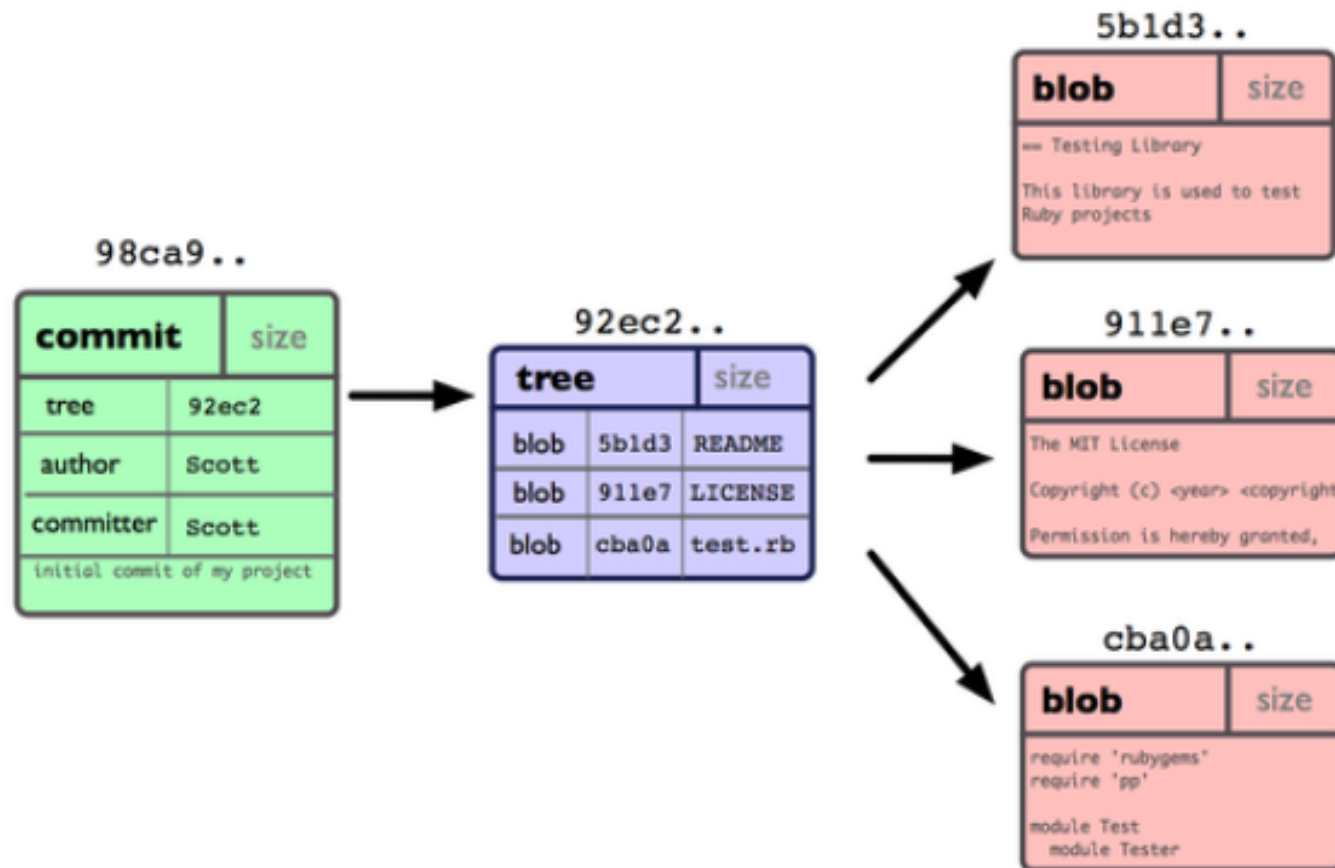 98ca9..
commit size
tree 92ec2
author Scott
committer Scott
initial commit of my project
92ec2..
tree size
blob 5b1d3 README
blob 911e7 LICENSE
blob cba0a test.rb
5b1d3..
blob size
== Testing Library
This library is used to test
Ruby projects
911e7..
blob size
The MIT License
Copyright (c) <year> <copyright
Permission is hereby granted,
cba0a..
blob size
require 'rubygems'
require 'pp'
module Test
module Tester